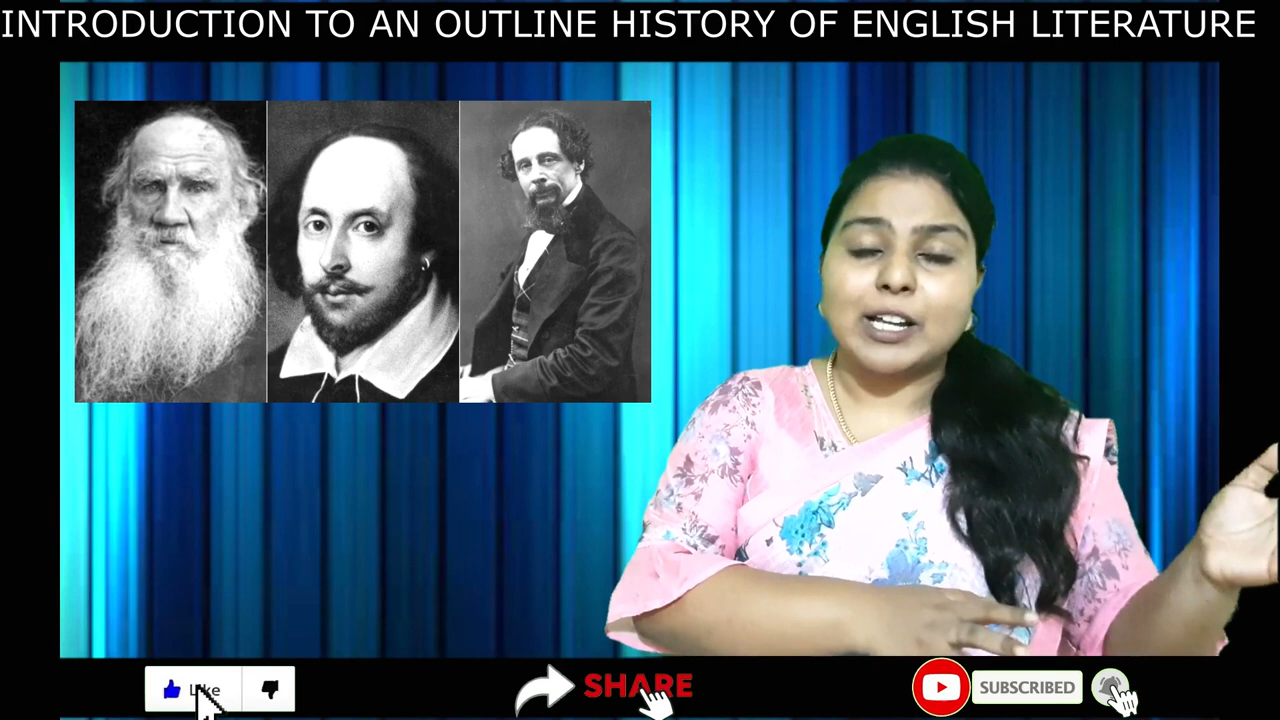 INTRODUCTION TO AN OUTLINE HISTORY OF ENGLISH LITERATURE
Like
SHARE
SUBSCRIBED